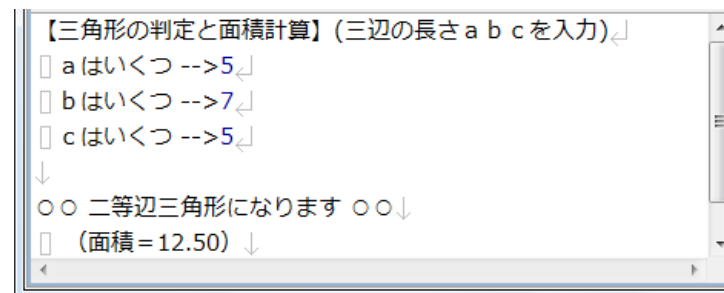 【三角形の判定と面積計算】(三辺の長さａｂｃを入力)
ａはいくつ -->5
ｂはいくつ -->7
ｃはいくつ -->5
○○ 二等辺三角形になります ○○
（面積＝12.50）